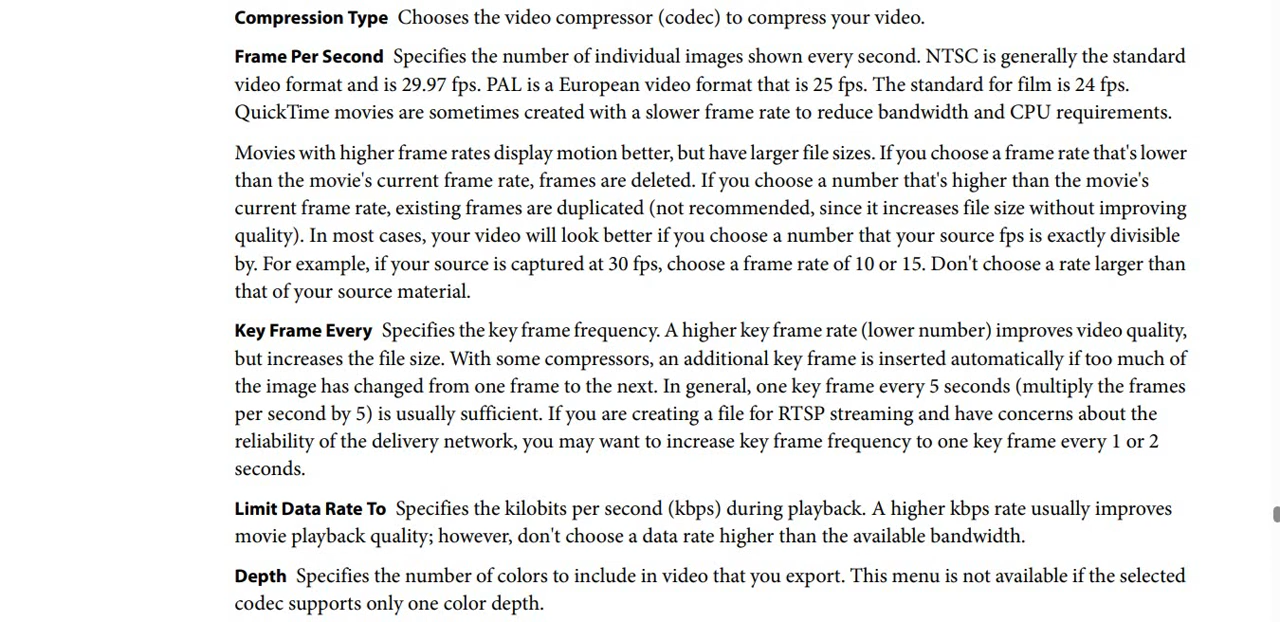 Compression Type Chooses the video compressor (codec) to compress your video.
Frame Per Second Specifies the number of individual images shown every second. NTSC is generally the standard
video format and is 29.97 fps. PAL is a European video format that is 25 fps. The standard for film is 24 fps.
QuickTime movies are sometimes created with a slower frame rate to reduce bandwidth and CPU requirements.
Movies with higher frame rates display motion better, but have larger file sizes. If you choose a frame rate that's lower
than the movie's current frame rate, frames are deleted. If you choose a number that's higher than the movie's
current frame rate, existing frames are duplicated (not recommended, since it increases file size without improving
quality). In most cases, your video will look better if you choose a number that your source fps is exactly divisible
by. For example, if your source is captured at 30 fps, choose a frame rate of 10 or 15. Don't choose a rate larger than
that of your source material.
Key Frame Every Specifies the key frame frequency. A higher key frame rate (lower number) improves video quality,
but increases the file size. With some compressors, an additional key frame is inserted automatically if too much of
the image has changed from one frame to the next. In general, one key frame every 5 seconds (multiply the frames
per second by 5) is usually sufficient. If you are creating a file for RTSP streaming and have concerns about the
reliability of the delivery network, you may want to increase key frame frequency to one key frame every 1 or 2
seconds.
Limit Data Rate To Specifies the kilobits per second (kbps) during playback. A higher kbps rate usually improves
movie playback quality; however, don't choose a data rate higher than the available bandwidth.
Depth Specifies the number of colors to include in video that you export. This menu is not available if the selected
codec supports only one color depth.